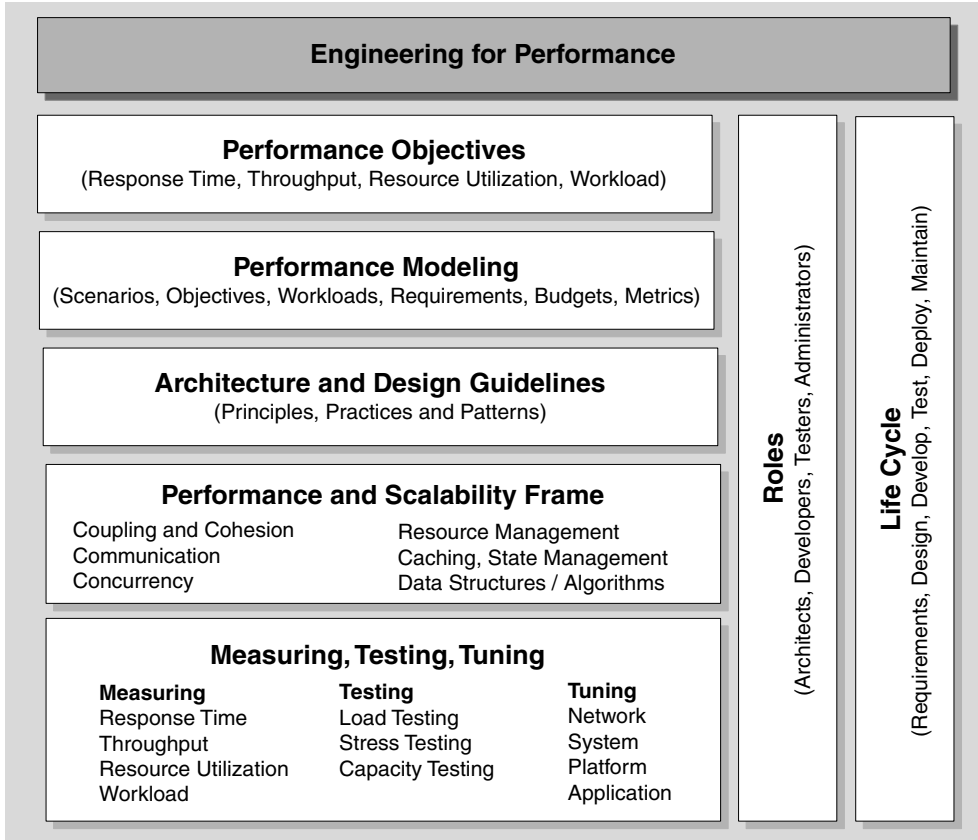 Engineering for Performance
Performance Objectives
(Response Time, Throughput, Resource Utilization, Workload)
Performance Modeling
(Scenarios, Objectives, Workloads, Requirements, Budgets, Metrics)
Architecture and Design Guidelines
(Principles, Practices and Patterns)
Performance and Scalability Frame
Coupling and Cohesion
Communication
Concurrency
Resource Management
Caching, State Management
Data Structures / Algorithms
Measuring, Testing, Tuning
Measuring
Response Time
Throughput
Resource Utilization
Workload
Testing
Load Testing
Stress Testing
Capacity Testing
Tuning
Network
System
Platform
Application
Roles
(Architects, Developers, Testers, Administrators)
Life Cycle
(Requirements, Design, Develop, Test, Deploy, Maintain)